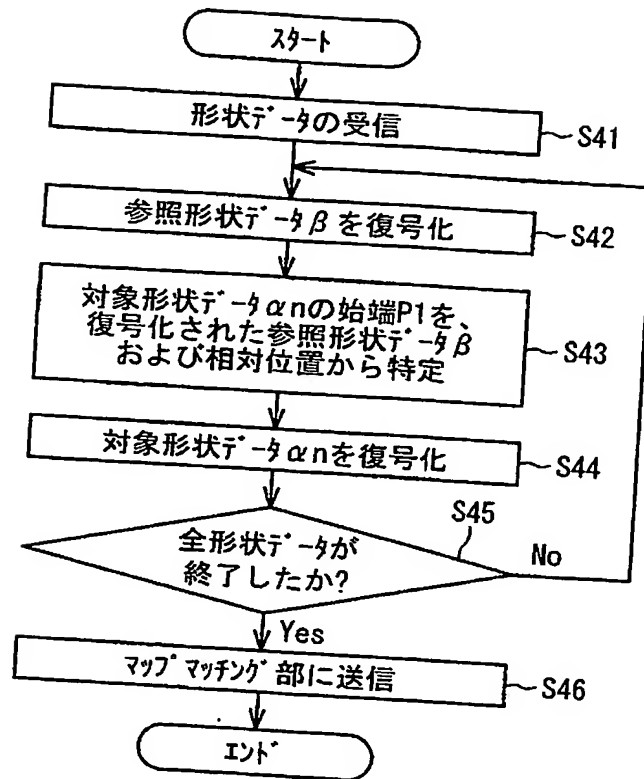 スタート
形状データの受信
S41
参照形状データβを復号化
S42
対象形状データαnの始端P1を、
復号化された参照形状データβ
および相対位置から特定
S43
対象形状データαnを復号化
S44
S45
全形状データが
終了したか?
No
Yes
マップマッチング部に送信
S46
エンド